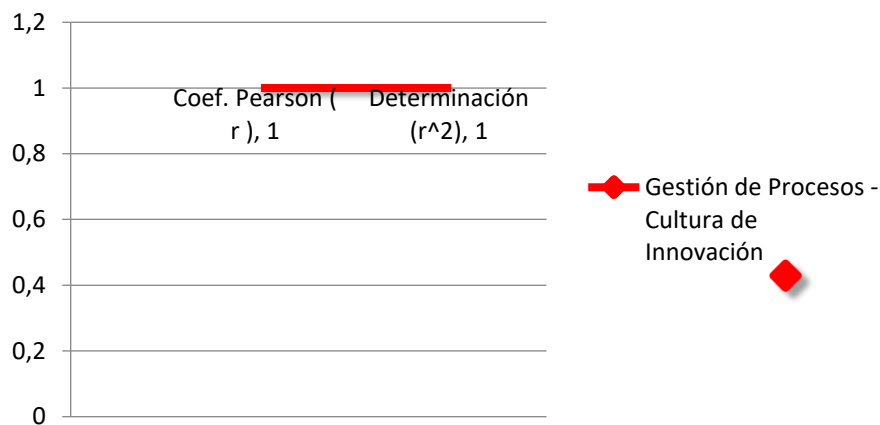 1,2
1
0,8
0,6
0,4
0,2
0
Coef. Pearson (
r ), 1
Determinación
(r^2), 1
Gestión de Procesos -
Cultura de
Innovación